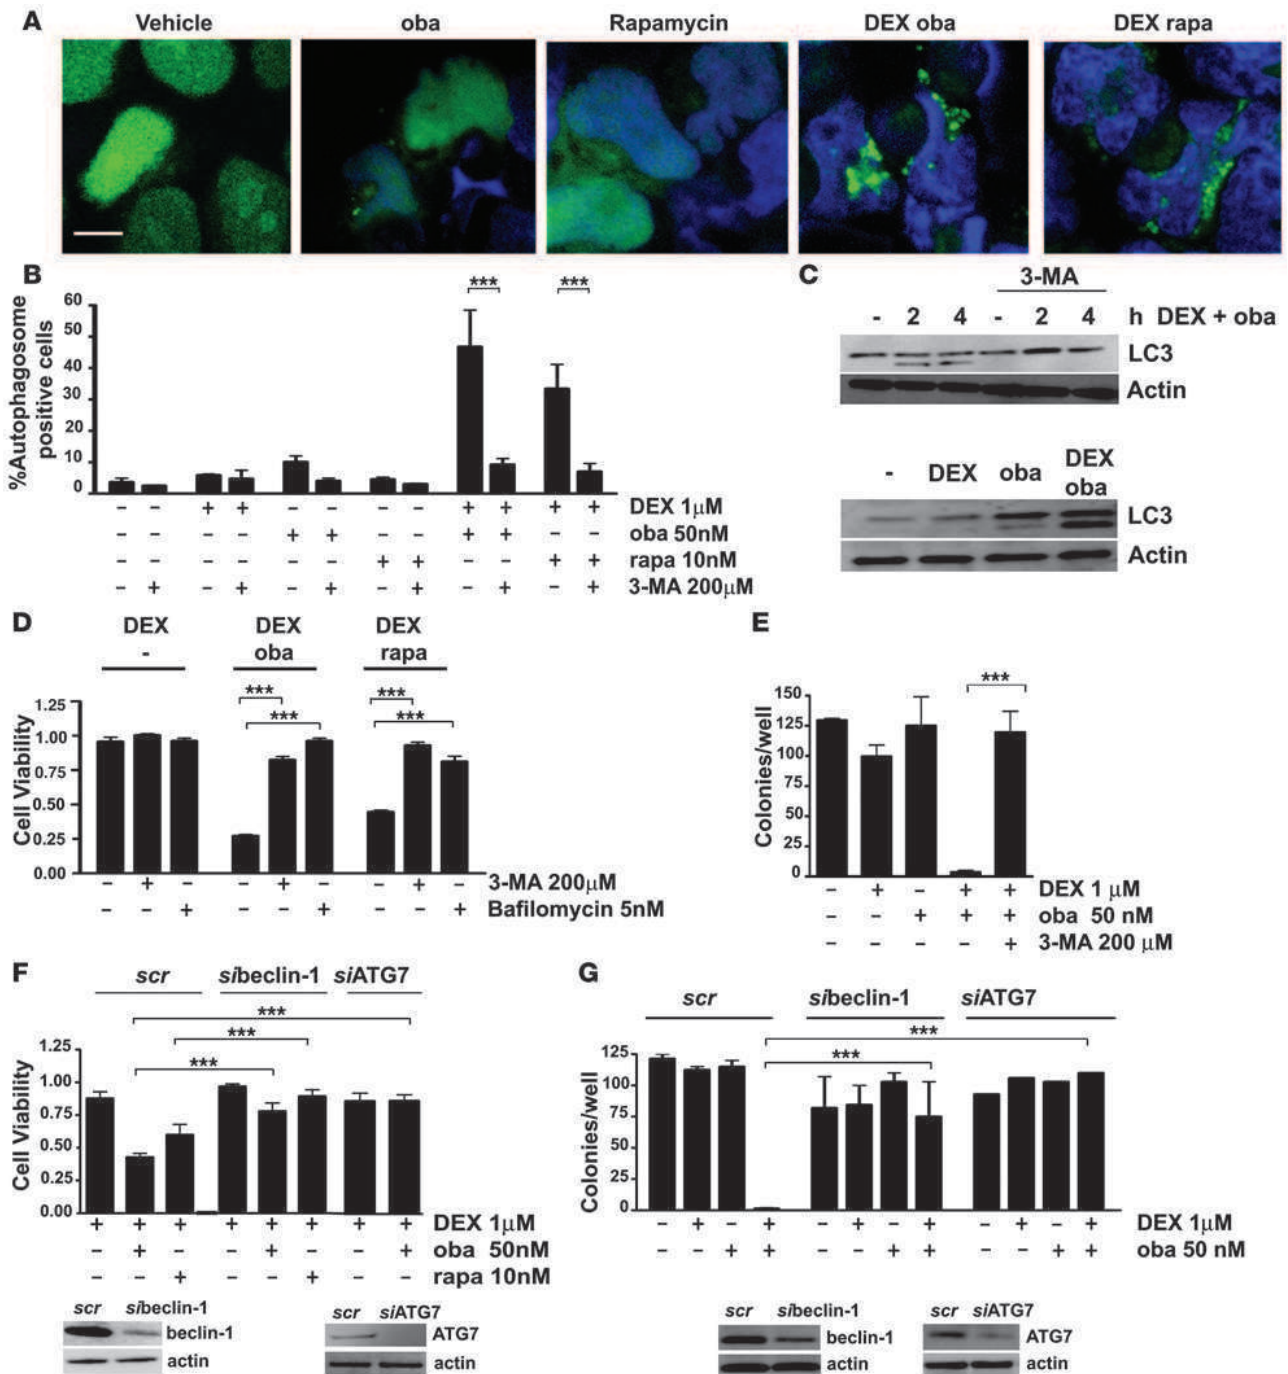 A
Vehicle oba Rapamycin DEX oba DEX rapa
B
*** ***
%Autophagosome
positive cells
60
50
40
30
20
10
0
- - + + - - - - + + + + DEX 1μM
- - - - + + - - + + - - oba 50nM
- - - - - - + + - - + + rapa 10nM
- + - + - + - + - + - + 3-MA 200μM
C
3-MA
- 2 4 - 2 4 h DEX + oba
LC3
Actin
- DEX oba DEX
oba
LC3
Actin
D
DEX DEX DEX
- oba rapa
*** ***
*** ***
Cell Viability
1.25
1.00
0.75
0.50
0.25
0.00
- + - - + - - + - 3-MA 200μM
- - + - - + - - + Bafilomycin 5nM
E
***
Colonies/well
150
125
100
75
50
25
0
- + - + + DEX 1 μM
- - + + + oba 50 nM
- - - - + 3-MA 200 μM
F
scr sibeclin-1 siATG7
***
***
***
Cell Viability
1.25
1.00
0.75
0.50
0.25
0.00
+ + + + + + + + DEX 1μM
- + - - + - - + oba 50nM
- - + - - + - - rapa 10nM
scr sibeclin-1
beclin-1
actin
scr siATG7
ATG7
actin
G
scr sibeclin-1 siATG7
***
***
Colonies/well
125
100
75
50
25
0
- + - + - + - + - + - + DEX 1μM
- - + + - - + + - - + + oba 50 nM
scr sibeclin-1
beclin-1
actin
scr siATG7
ATG7
actin